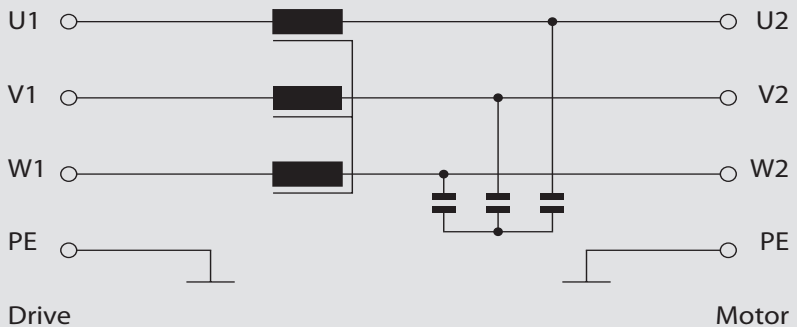 U1 U2
V1 V2
W1 W2
PE PE
Drive Motor